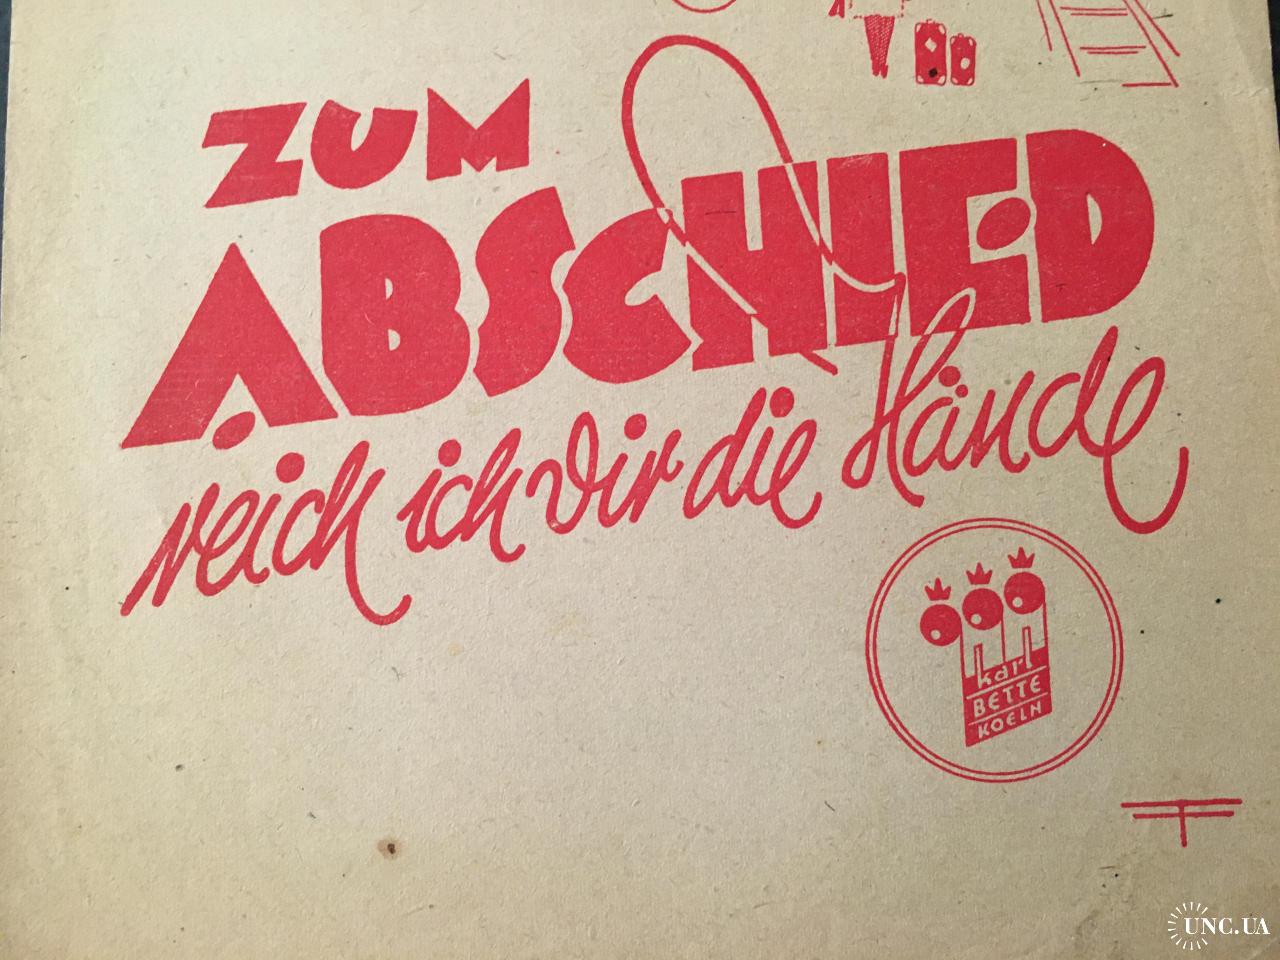 ZUM
ABSCHIED
reich ich dir die Hände
karl
BETTE
KOELN
UNC.UA